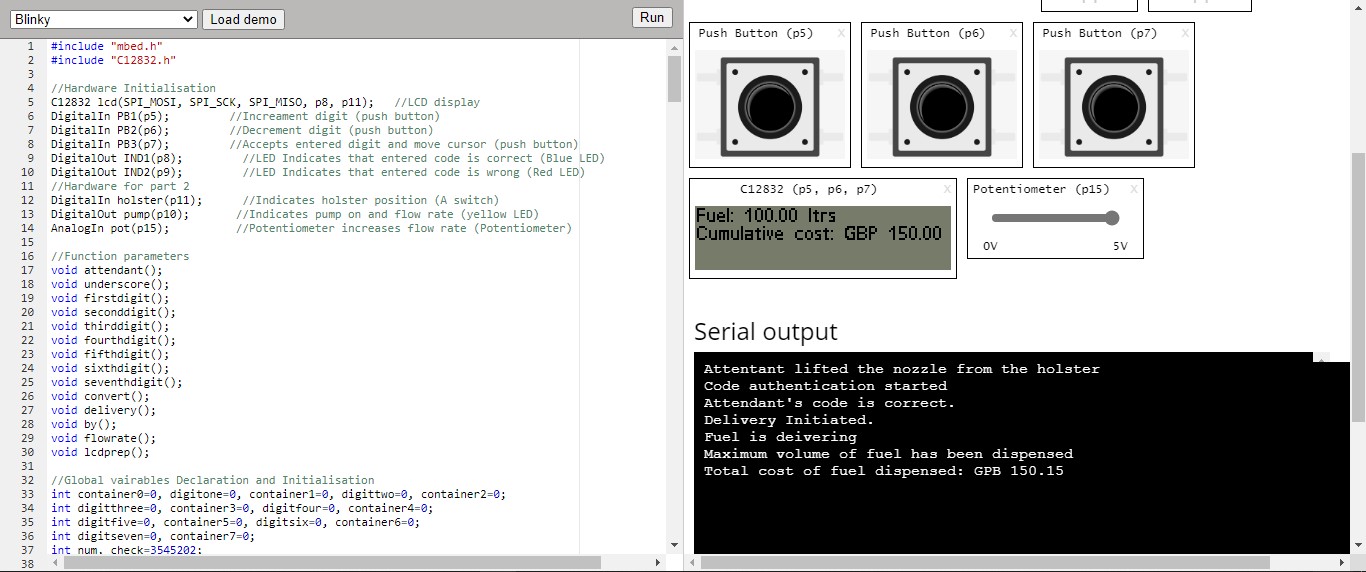 Blinky
Load demo
Run
1 #include "mbed.h"
2 #include "C12832.h"
3
4 //Hardware Initialisation
5 C12832 lcd(SPI_MOSI, SPI_SCK, SPI_MISO, p8, p11); //LCD display
6 DigitalIn PB1(p5); //Increament digit (push button)
7 DigitalIn PB2(p6); //Decrement digit (push button)
8 DigitalIn PB3(p7); //Accepts entered digit and move cursor (push button)
9 DigitalOut IND1(p8); //LED Indicates that entered code is correct (Blue LED)
10 DigitalOut IND2(p9); //LED Indicates that entered code is wrong (Red LED)
11 //Hardware for part 2
12 DigitalIn holster(p11); //Indicates holster position (A switch)
13 DigitalOut pump(p10); //Indicates pump on and flow rate (yellow LED)
14 AnalogIn pot(p15); //Potentiometer increases flow rate (Potentiometer)
15
16 //Function parameters
17 void attendant();
18 void underscore();
19 void firstdigit();
20 void seconddigit();
21 void thirddigit();
22 void fourthdigit();
23 void fifthdigit();
24 void sixthdigit();
25 void seventhdigit();
26 void convert();
27 void delivery();
28 void by();
29 void flowrate();
30 void lcdprep();
31
32 //Global vairables Declaration and Initialisation
33 int container0=0, digitone=0, container1=0, digittwo=0, container2=0;
34 int digitthree=0, container3=0, digitfour=0, container4=0;
35 int digitfive=0, container5=0, digitsix=0, container6=0;
36 int digitseven=0, container7=0;
37 int num, check=3545202;
38
Push Button (p5) X
Push Button (p6) X
Push Button (p7) X
C12832 (p5, p6, p7) X
Fuel: 100.00 ltrs
Cumulative cost: GBP 150.00
Potentiometer (p15) X
0V 5V
Serial output
Attentant lifted the nozzle from the holster
Code authentication started
Attendant's code is correct.
Delivery Initiated.
Fuel is deivering
Maximum volume of fuel has been dispensed
Total cost of fuel dispensed: GPB 150.15